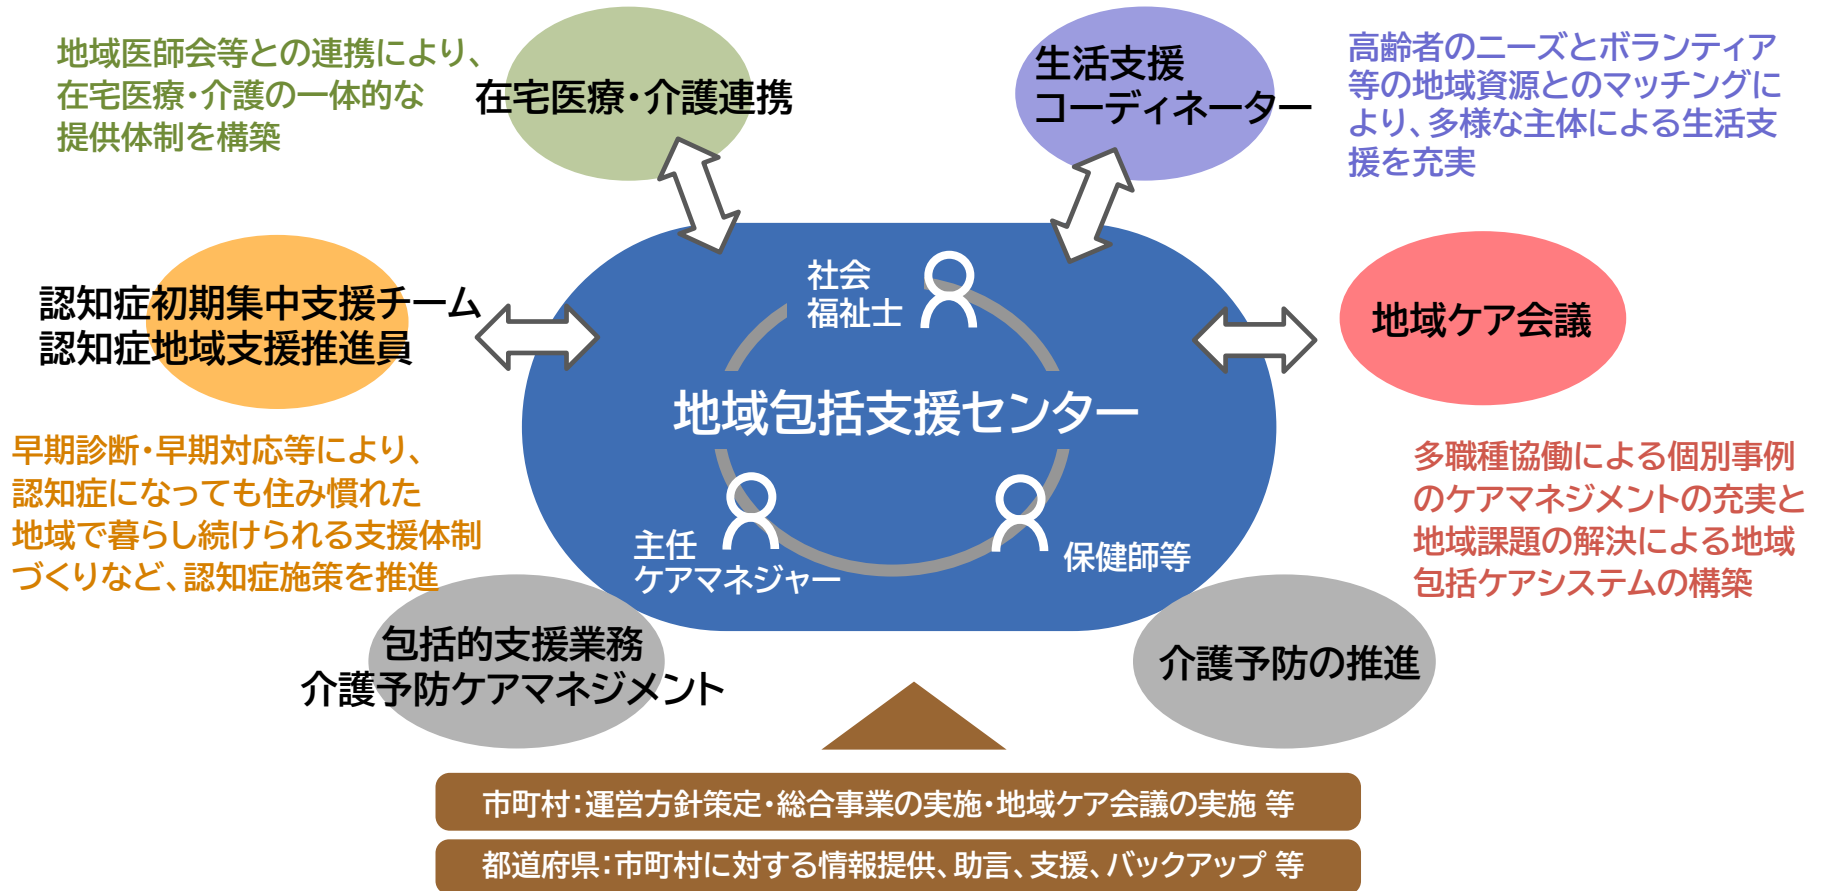 地域医師会等との連携により、
在宅医療・介護の一体的な
提供体制を構築
在宅医療・介護連携
生活支援
コーディネーター
高齢者のニーズとボランティア
等の地域資源とのマッチングに
より、多様な主体による生活支
援を充実
認知症初期集中支援チーム
認知症地域支援推進員
社会
福祉士
地域ケア会議
地域包括支援センター
早期診断・早期対応等により、
認知症になっても住み慣れた
地域で暮らし続けられる支援体制
づくりなど、認知症施策を推進
主任
ケアマネジャー
保健師等
多職種協働による個別事例
のケアマネジメントの充実と
地域課題の解決による地域
包括ケアシステムの構築
包括的支援業務
介護予防ケアマネジメント
介護予防の推進
市町村：運営方針策定・総合事業の実施・地域ケア会議の実施 等
都道府県：市町村に対する情報提供、助言、支援、バックアップ 等